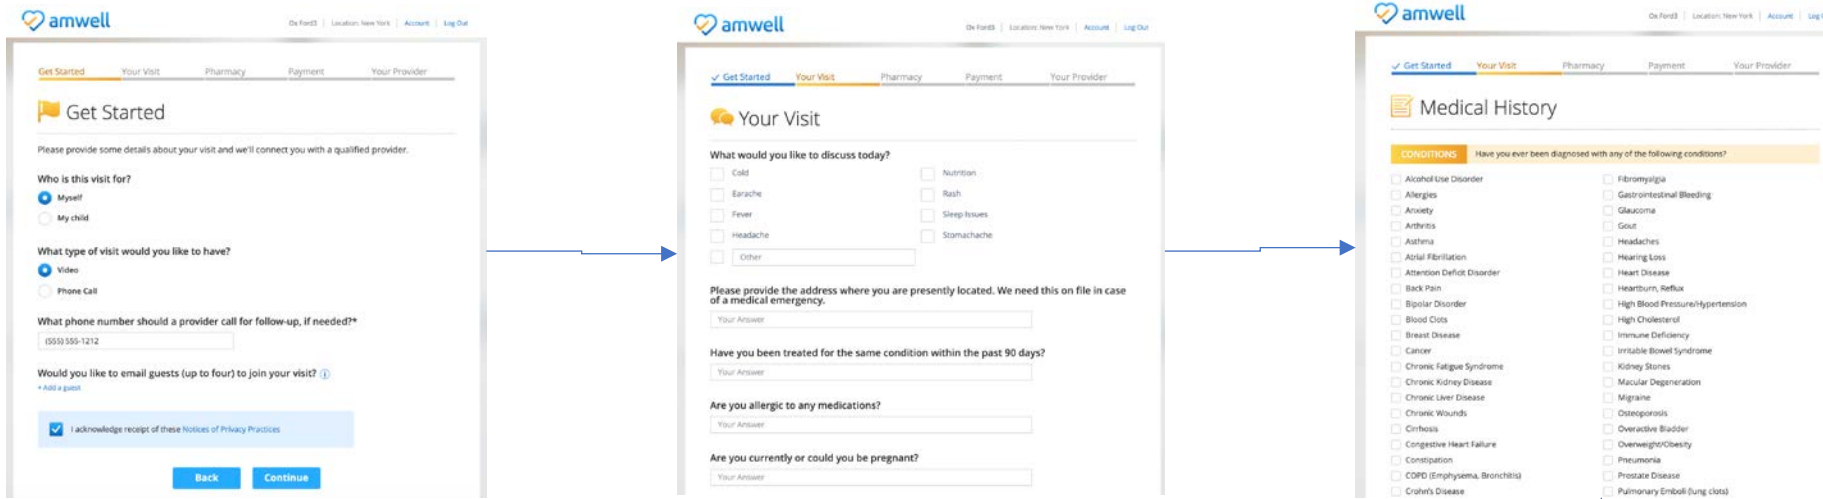 amwell
Ox Ford3 | Location: New York | Account | Log Out
Get Started Your Visit Pharmacy Payment Your Provider
Get Started
Please provide some details about your visit and we'll connect you with a qualified provider.
Who is this visit for?
Myself
My child
What type of visit would you like to have?
Video
Phone Call
What phone number should a provider call for follow-up, if needed?*
(555) 555-1212
Would you like to email guests (up to four) to join your visit? i
+ Add a guest
I acknowledge receipt of these Notices of Privacy Practices
Back Continue
amwell
Ox Ford3 | Location: New York | Account | Log Out
Get Started Your Visit Pharmacy Payment Your Provider
Your Visit
What would you like to discuss today?
Cold Nutrition
Earache Rash
Fever Sleep Issues
Headache Stomachache
Other
Please provide the address where you are presently located. We need this on file in case
of a medical emergency.
Your Answer
Have you been treated for the same condition within the past 90 days?
Your Answer
Are you allergic to any medications?
Your Answer
Are you currently or could you be pregnant?
Your Answer
amwell
Ox Ford3 | Location: New York | Account | Log
Get Started Your Visit Pharmacy Payment Your Provider
Medical History
CONDITIONS Have you ever been diagnosed with any of the following conditions?
Alcohol Use Disorder Fibromyalgia
Allergies Gastrointestinal Bleeding
Anxiety Glaucoma
Arthritis Gout
Asthma Headaches
Atrial Fibrillation Hearing Loss
Attention Deficit Disorder Heart Disease
Back Pain Heartburn, Reflux
Bipolar Disorder High Blood Pressure/Hypertension
Blood Clots High Cholesterol
Breast Disease Immune Deficiency
Cancer Irritable Bowel Syndrome
Chronic Fatigue Syndrome Kidney Stones
Chronic Kidney Disease Macular Degeneration
Chronic Liver Disease Migraine
Chronic Wounds Osteoporosis
Cirrhosis Overactive Bladder
Congestive Heart Failure Overweight/Obesity
Constipation Pneumonia
COPD (Emphysema, Bronchitis) Prostate Disease
Crohn's Disease Pulmonary Emboli (lung clots)